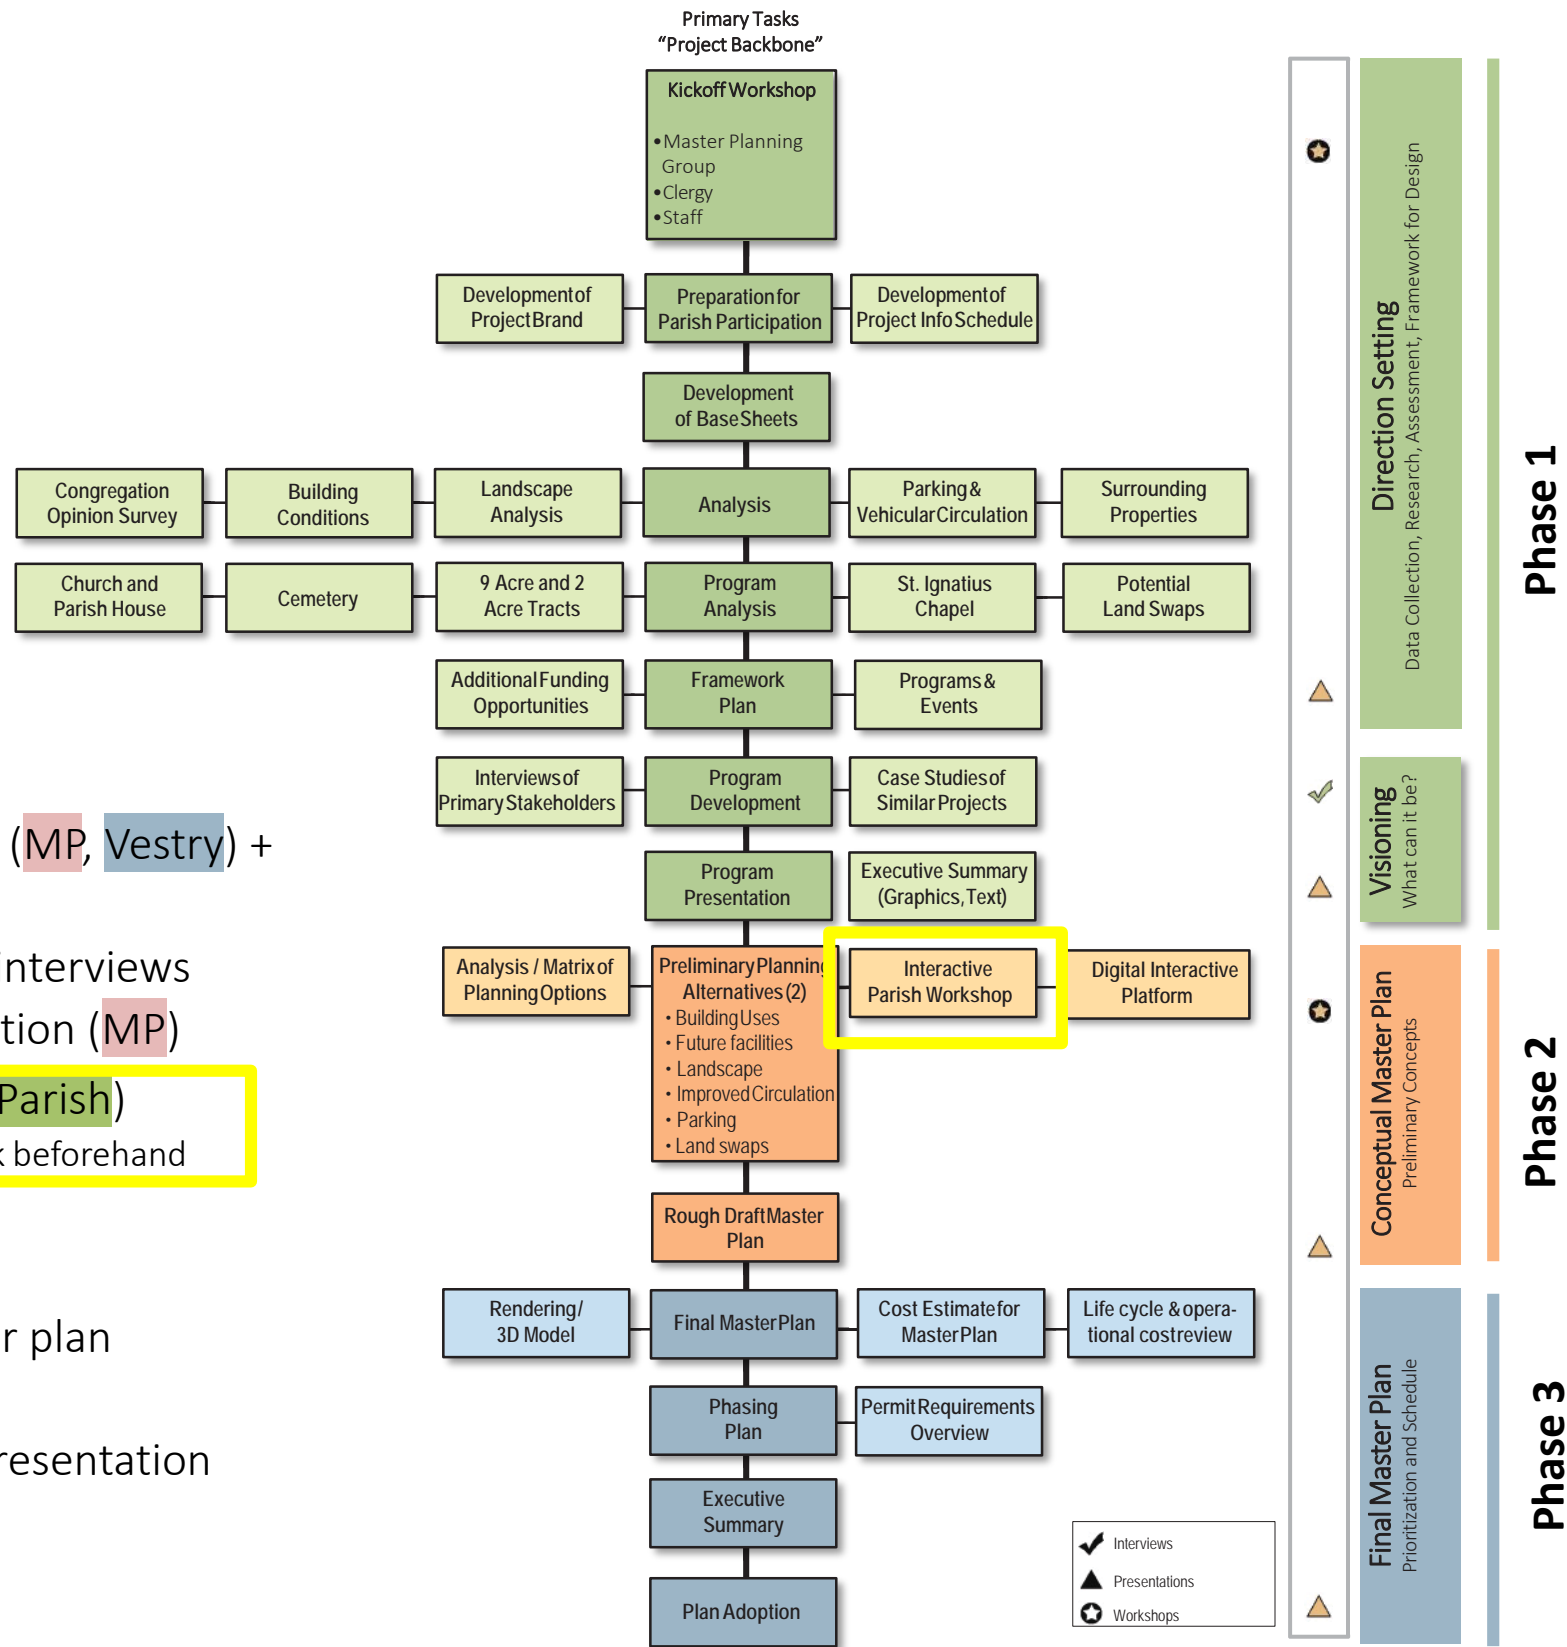 Primary Tasks
“Project Backbone”
Kickoff Workshop
•Master Planning
Group
•Clergy
•Staff
Development of
Project Brand
Preparation for
Parish Participation
Development of
Project Info Schedule
Development
of Base Sheets
Congregation
Opinion Survey
Building
Conditions
Landscape
Analysis
Analysis
Parking &
Vehicular Circulation
Surrounding
Properties
Church and
Parish House
Cemetery
9 Acre and 2
Acre Tracts
Program
Analysis
St. Ignatius
Chapel
Potential
Land Swaps
Additional Funding
Opportunities
Framework
Plan
Programs &
Events
Interviews of
Primary Stakeholders
Program
Development
Case Studies of
Similar Projects
Program
Presentation
Executive Summary
(Graphics, Text)
Analysis / Matrix of
Planning Options
Preliminary Planning
Alternatives (2)
• Building Uses
• Future facilities
• Landscape
• Improved Circulation
• Parking
• Land swaps
Interactive
Parish Workshop
Digital Interactive
Platform
Rough Draft Master
Plan
Rendering/
3D Model
Final Master Plan
Cost Estimate for
Master Plan
Life cycle & opera-
tional cost review
Phasing
Plan
Permit Requirements
Overview
Executive
Summary
Plan Adoption
(MP, Vestry) +
interviews
tion (MP)
Parish)
k beforehand
r plan
resentation
Interviews
Presentations
Workshops
Direction Setting
Data Collection, Research, Assessment, Framework for Design
Visioning
What can it be?
Conceptual Master Plan
Preliminary Concepts
Final Master Plan
Prioritization and Schedule
Phase 1
Phase 2
Phase 3